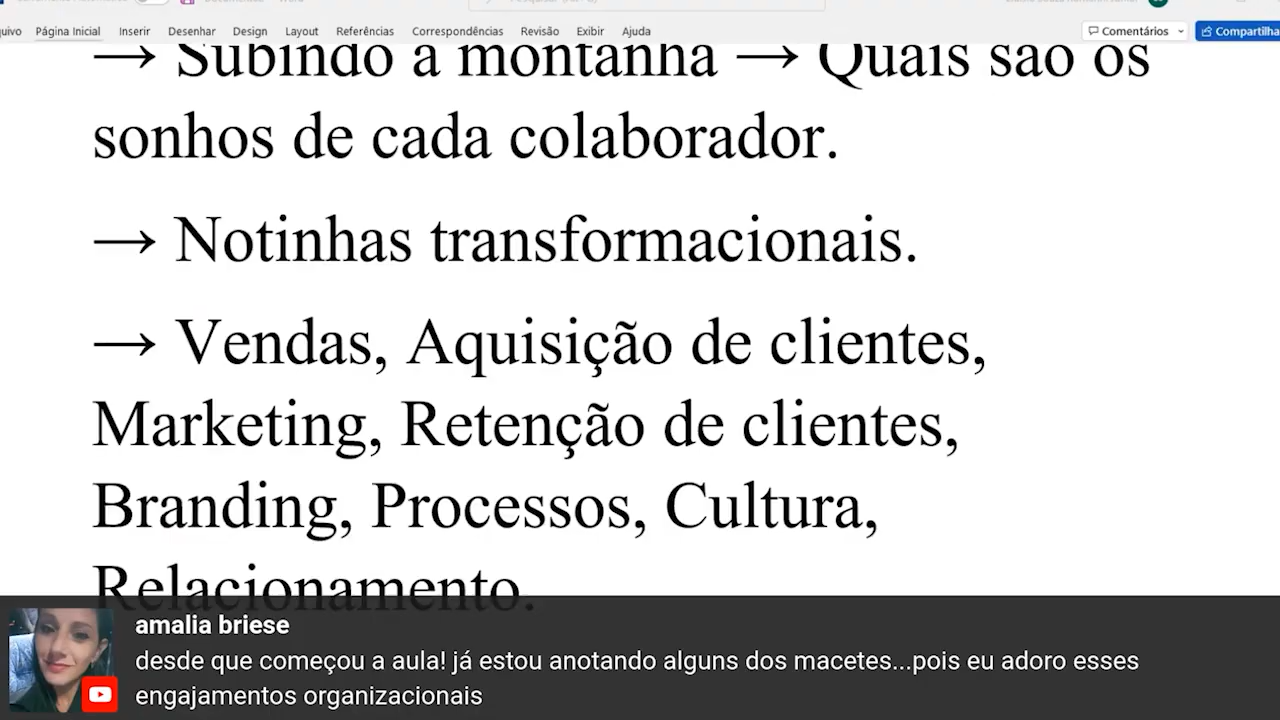 quivo Página Inicial Inserir Desenhar Design Layout Referências Correspondências Revisão Exibir Ajuda Comentários Compartilha
→ Subindo a montanha → Quais são os
sonhos de cada colaborador.
→ Notinhas transformacionais.
→ Vendas, Aquisição de clientes,
Marketing, Retenção de clientes,
Branding, Processos, Cultura,
Relacionamento.
amalia briese
desde que começou a aula! já estou anotando alguns dos macetes...pois eu adoro esses
engajamentos organizacionais